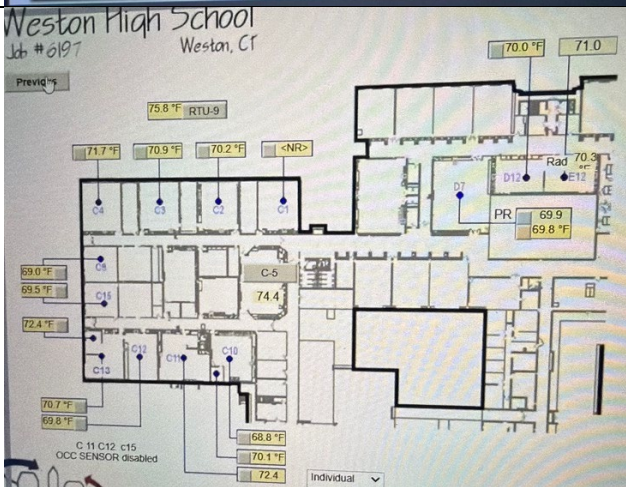 Weston High School
Job #6197
Weston, CT
Previous
70.0 °F
71.0
75.8 °F RTU-9
71.7 °F
70.9 °F
70.2 °F
<NR>
Rad 70.3 °F
D12
E12
D7
PR 69.9
69.8 °F
C4
C3
C2
C1
C-5
74.4
69.0 °F
69.5 °F
C15
72.4 °F
C12
C11
C10
C13
70.7 °F
69.8 °F
68.8 °F
70.1 °F
72.4
C 11 C12 c15
OCC SENSOR disabled
Individual